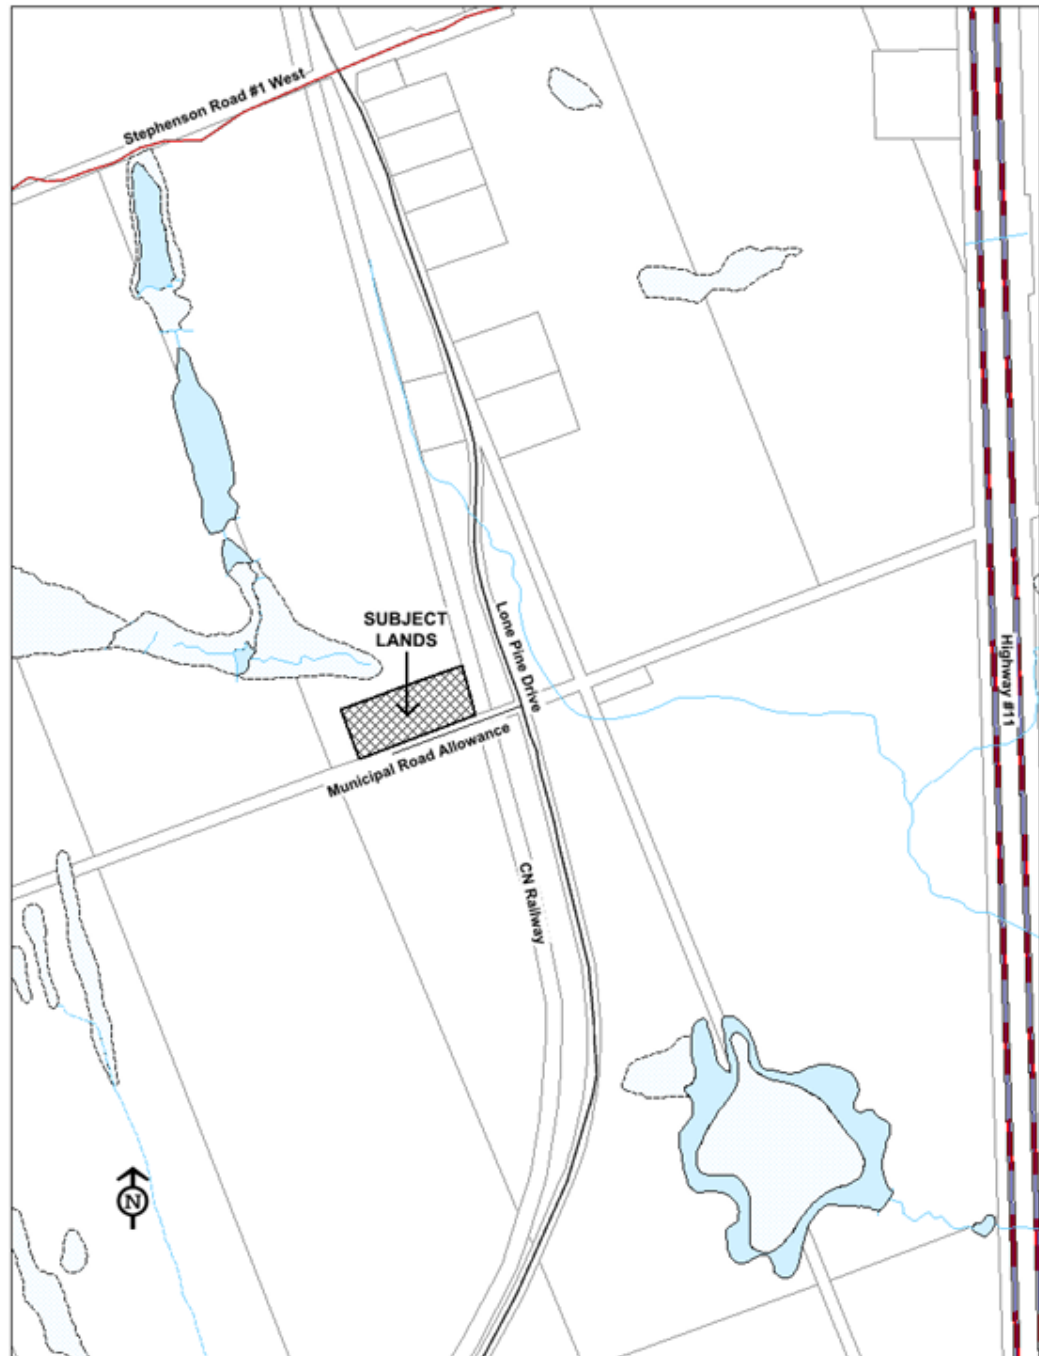 Stephenson Road #1 West
SUBJECT
LANDS
Lone Pine Drive
Highway #11
Municipal Road Allowance
CN Railway
N